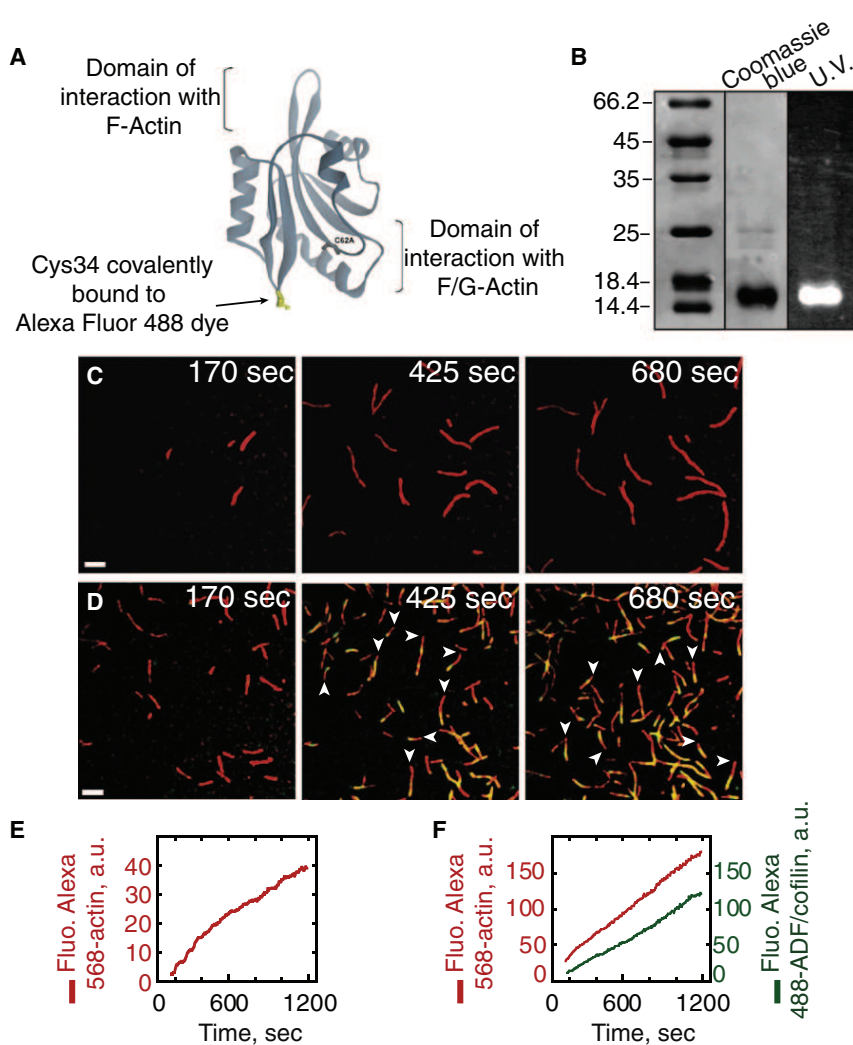 A
Domain of
interaction with
F-Actin
C62A
Domain of
interaction with
F/G-Actin
Cys34 covalently
bound to
Alexa Fluor 488 dye
B
Coomassie
blue
U.V.
66.2
45
35
25
18.4
14.4
C
170 sec
425 sec
680 sec
D
170 sec
425 sec
680 sec
E
Fluo. Alexa
568-actin, a.u.
40
30
20
10
0
0
600
1200
Time, sec
F
Fluo. Alexa
568-actin, a.u.
150
100
50
0
150
100
50
0
Fluo. Alexa
488-ADF/cofilin, a.u.
0
600
1200
Time, sec